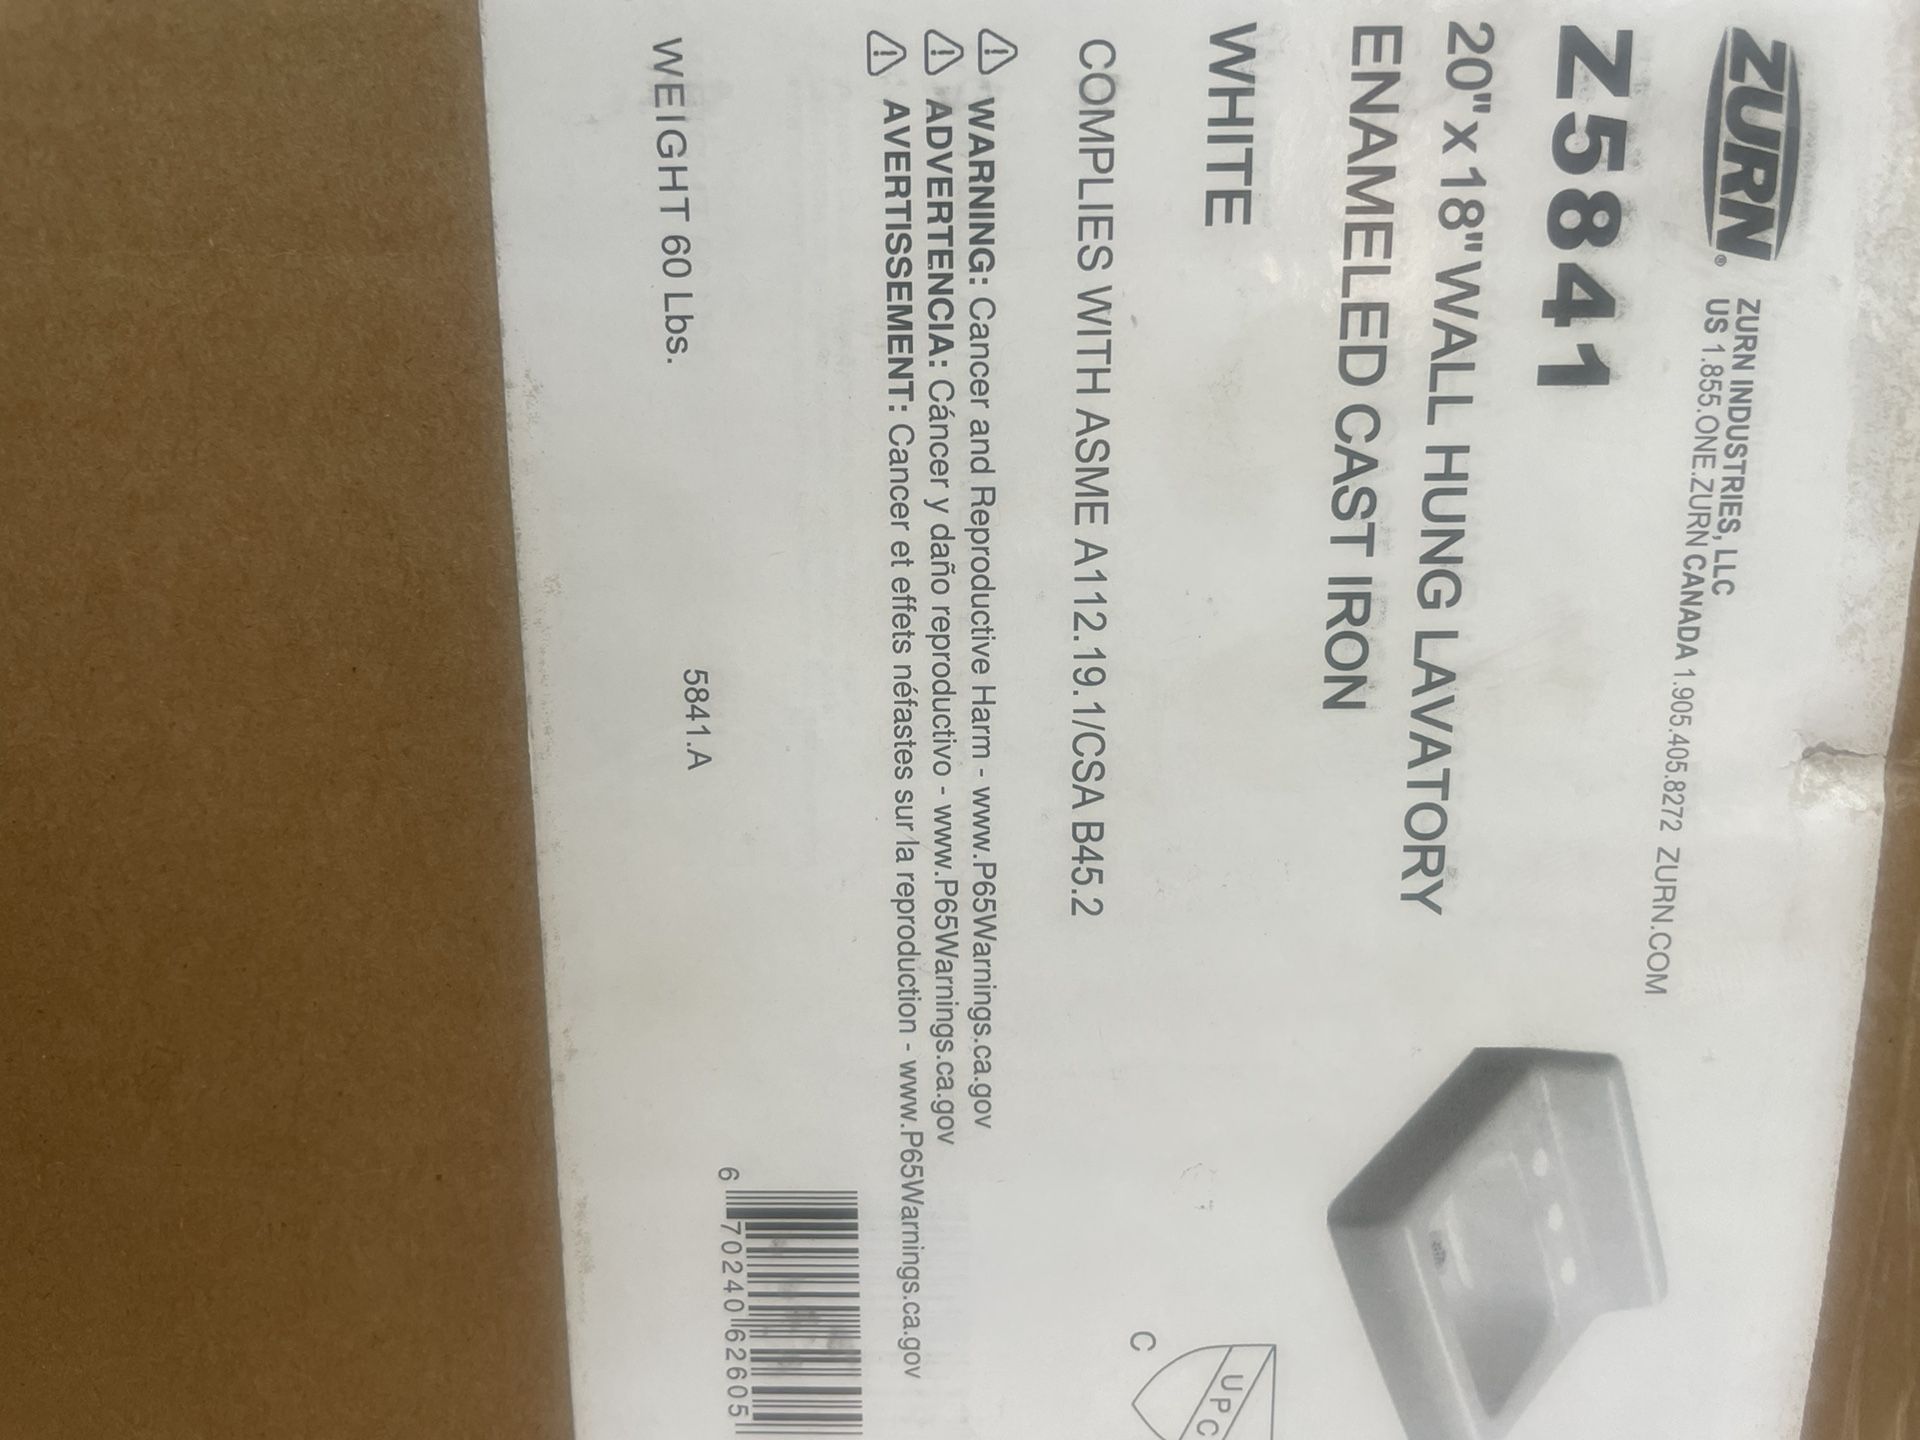 ZURN®
ZURN INDUSTRIES, LLC
US 1.855.ONE.ZURN CANADA 1.905.405.8272 ZURN.COM
Z5841
20"x18"WALL HUNG LAVATORY
ENAMELED CAST IRON
WHITE
COMPLIES WITH ASME A112.19.1/CSA B45.2
C
UPC
WARNING: Cancer and Reproductive Harm - www.P65Warnings.ca.gov
ADVERTENCIA: Cáncer y daño reproductivo - www.P65Warnings.ca.gov
AVERTISSEMENT: Cancer et effets néfastes sur la reproduction - www.P65Warnings.ca.gov
WEIGHT 60 Lbs.
5841.A
6 70240 62605